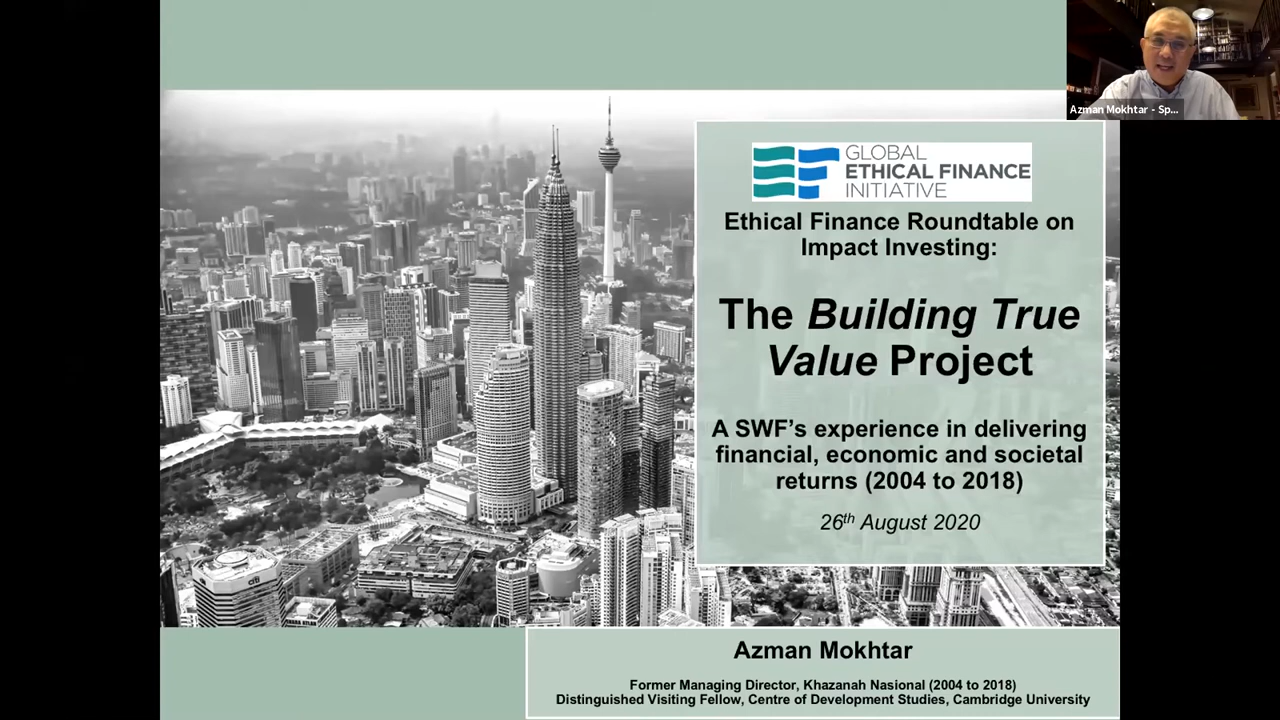 Azman Mokhtar - Sp...
GLOBAL
ETHICAL FINANCE
INITIATIVE
Ethical Finance Roundtable on
Impact Investing:
The Building True
Value Project
A SWF's experience in delivering
financial, economic and societal
returns (2004 to 2018)
26th August 2020
citi
Azman Mokhtar
Former Managing Director, Khazanah Nasional (2004 to 2018)
Distinguished Visiting Fellow, Centre of Development Studies, Cambridge University